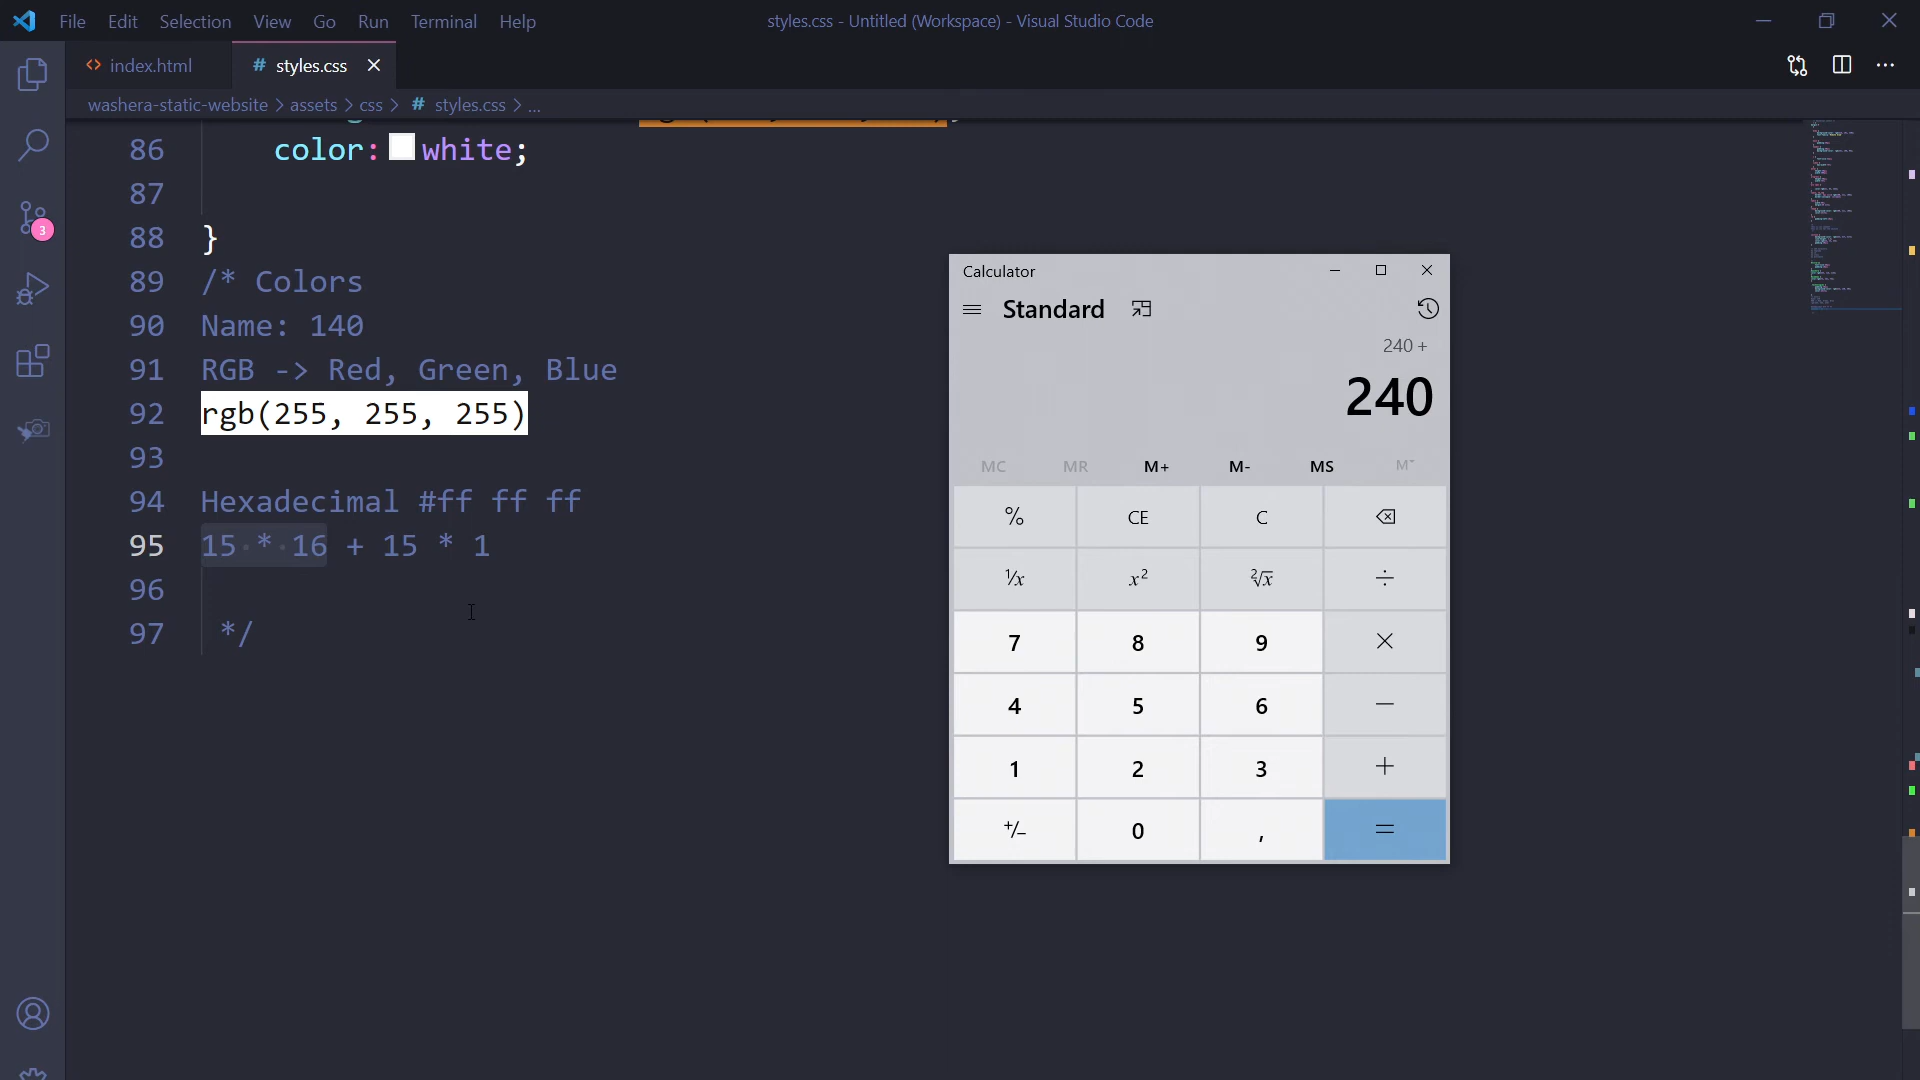 File Edit Selection View Go Run Terminal Help
styles.css - Untitled (Workspace) - Visual Studio Code
<> index.html
# styles.css
washera-static-website > assets > css > # styles.css > ...
86 color: white;
87
88 }
89 /* Colors
90 Name: 140
91 RGB -> Red, Green, Blue
92 rgb(255, 255, 255)
93
94 Hexadecimal #ff ff ff
95 15 * 16 + 15 * 1
96
97 */
3
Calculator
Standard
240 +
240
MC MR M+ M- MS M˅
% CE C
¹/x x² ²√x ÷
7 8 9 ×
4 5 6 −
1 2 3 +
+/− 0 , =